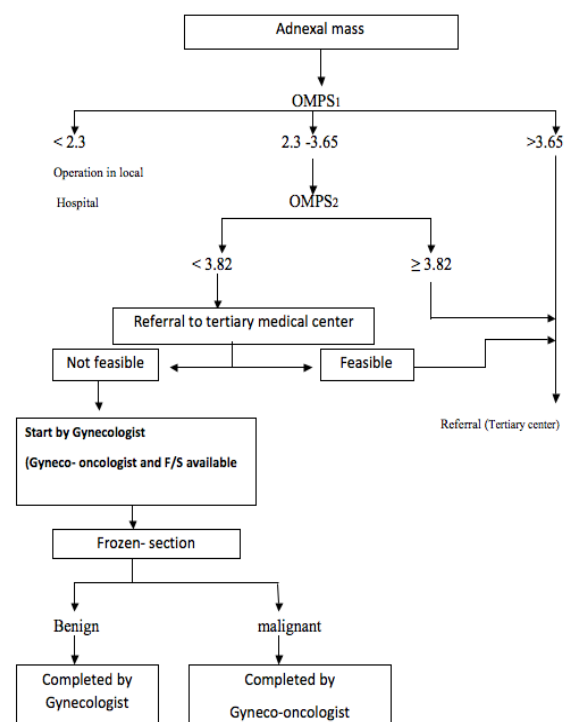 Adnexal mass
OMPS1
< 2.3
2.3 -3.65
>3.65
Operation in local
Hospital
OMPS2
< 3.82
≥ 3.82
Referral to tertiary medical center
Not feasible
Feasible
Referral (Tertiary center)
Start by Gynecologist
(Gyneco- oncologist and F/S available
Frozen- section
Benign
malignant
Completed by
Gynecologist
Completed by
Gyneco-oncologist